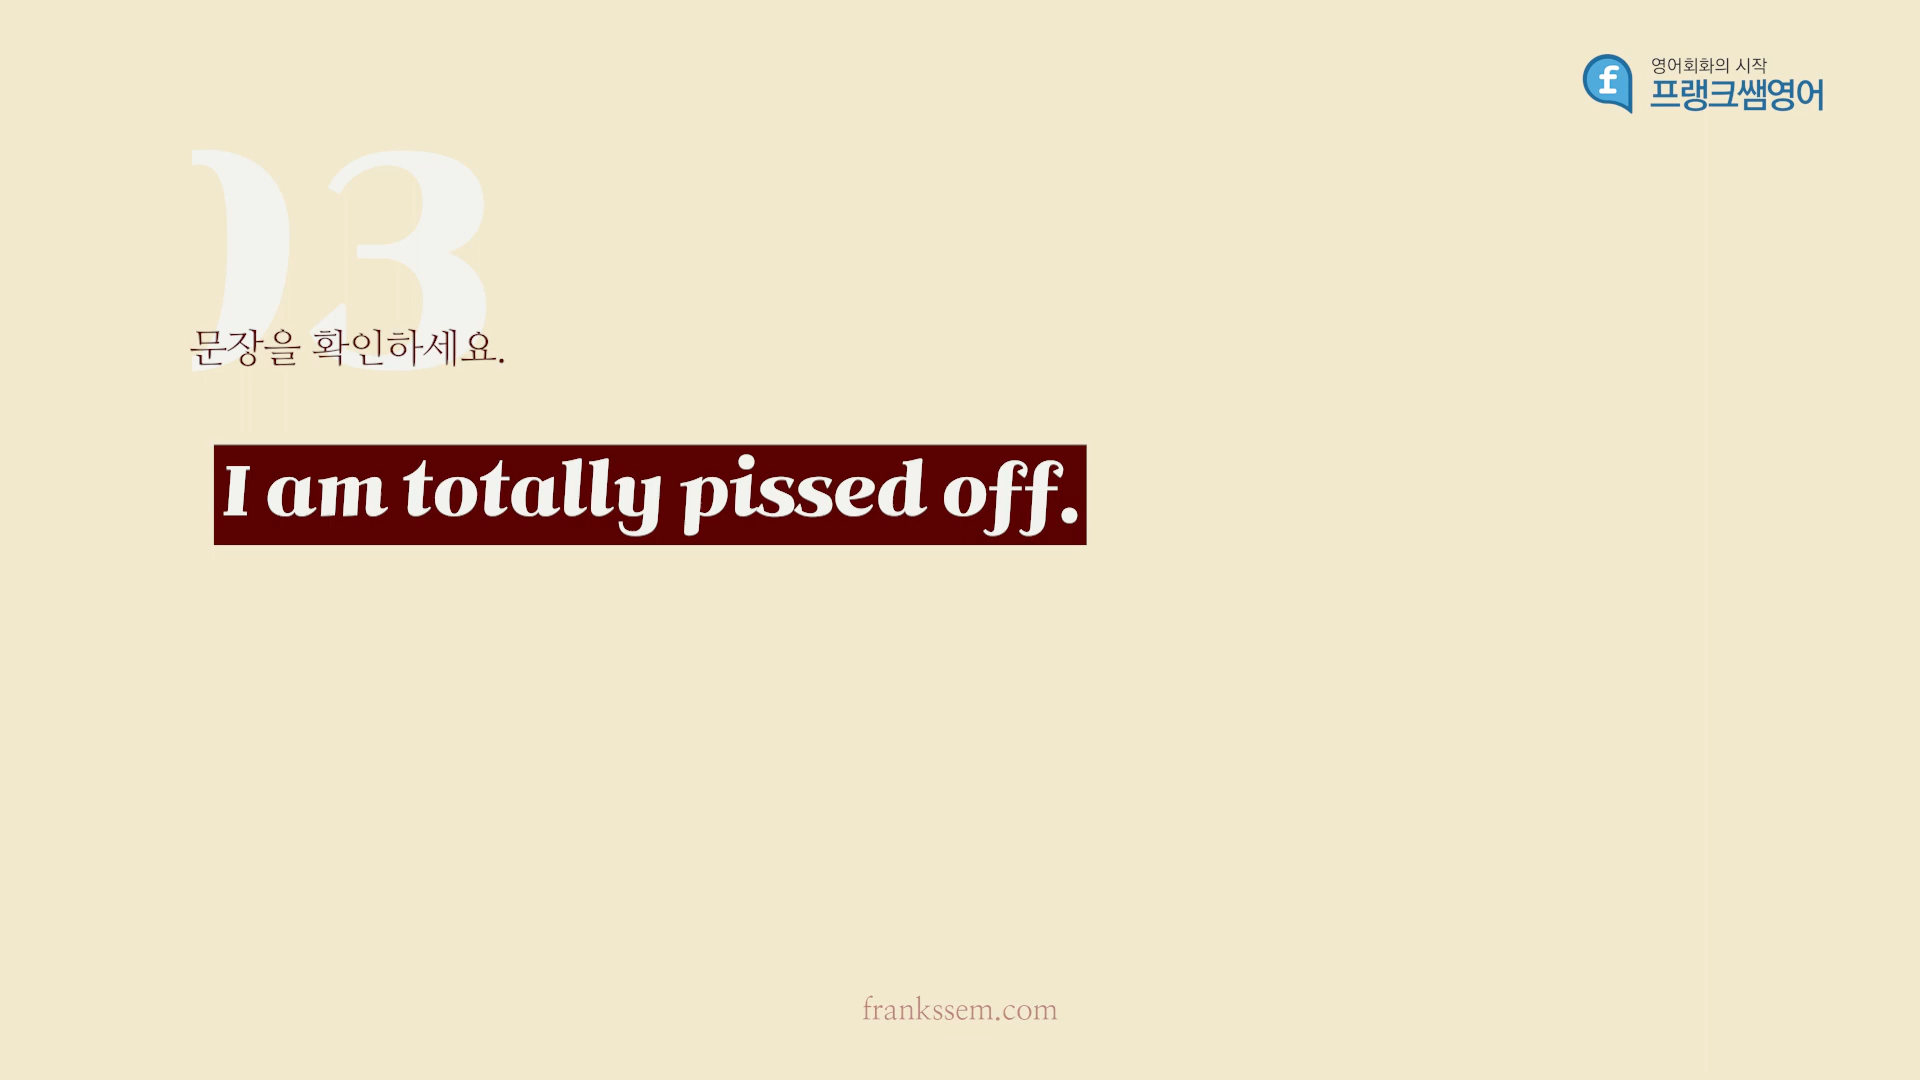 영어회화의 시작
프랭크쌤영어
03
문장을 확인하세요.
I am totally pissed off.
frankssem.com